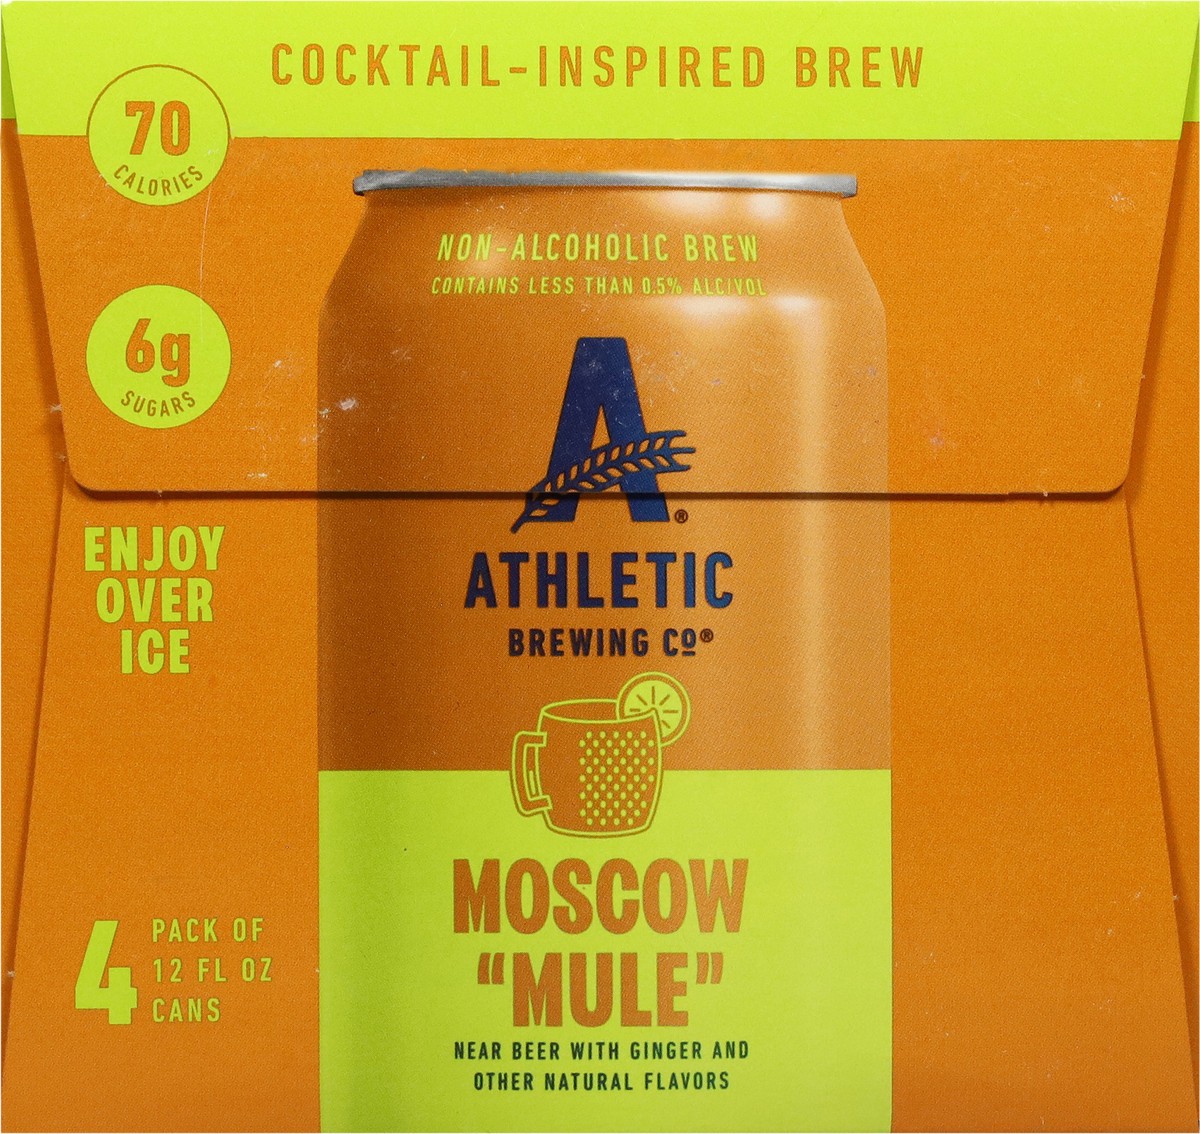 COCKTAIL-INSPIRED BREW
70
CALORIES
6g
SUGARS
ENJOY
OVER
ICE
4
PACK OF
12 FL OZ
CANS
NON-ALCOHOLIC BREW
CONTAINS LESS THAN 0.5% ALC/VOL
A®
ATHLETIC
BREWING Cº®
MOSCOW
“MULE”
NEAR BEER WITH GINGER AND
OTHER NATURAL FLAVORS